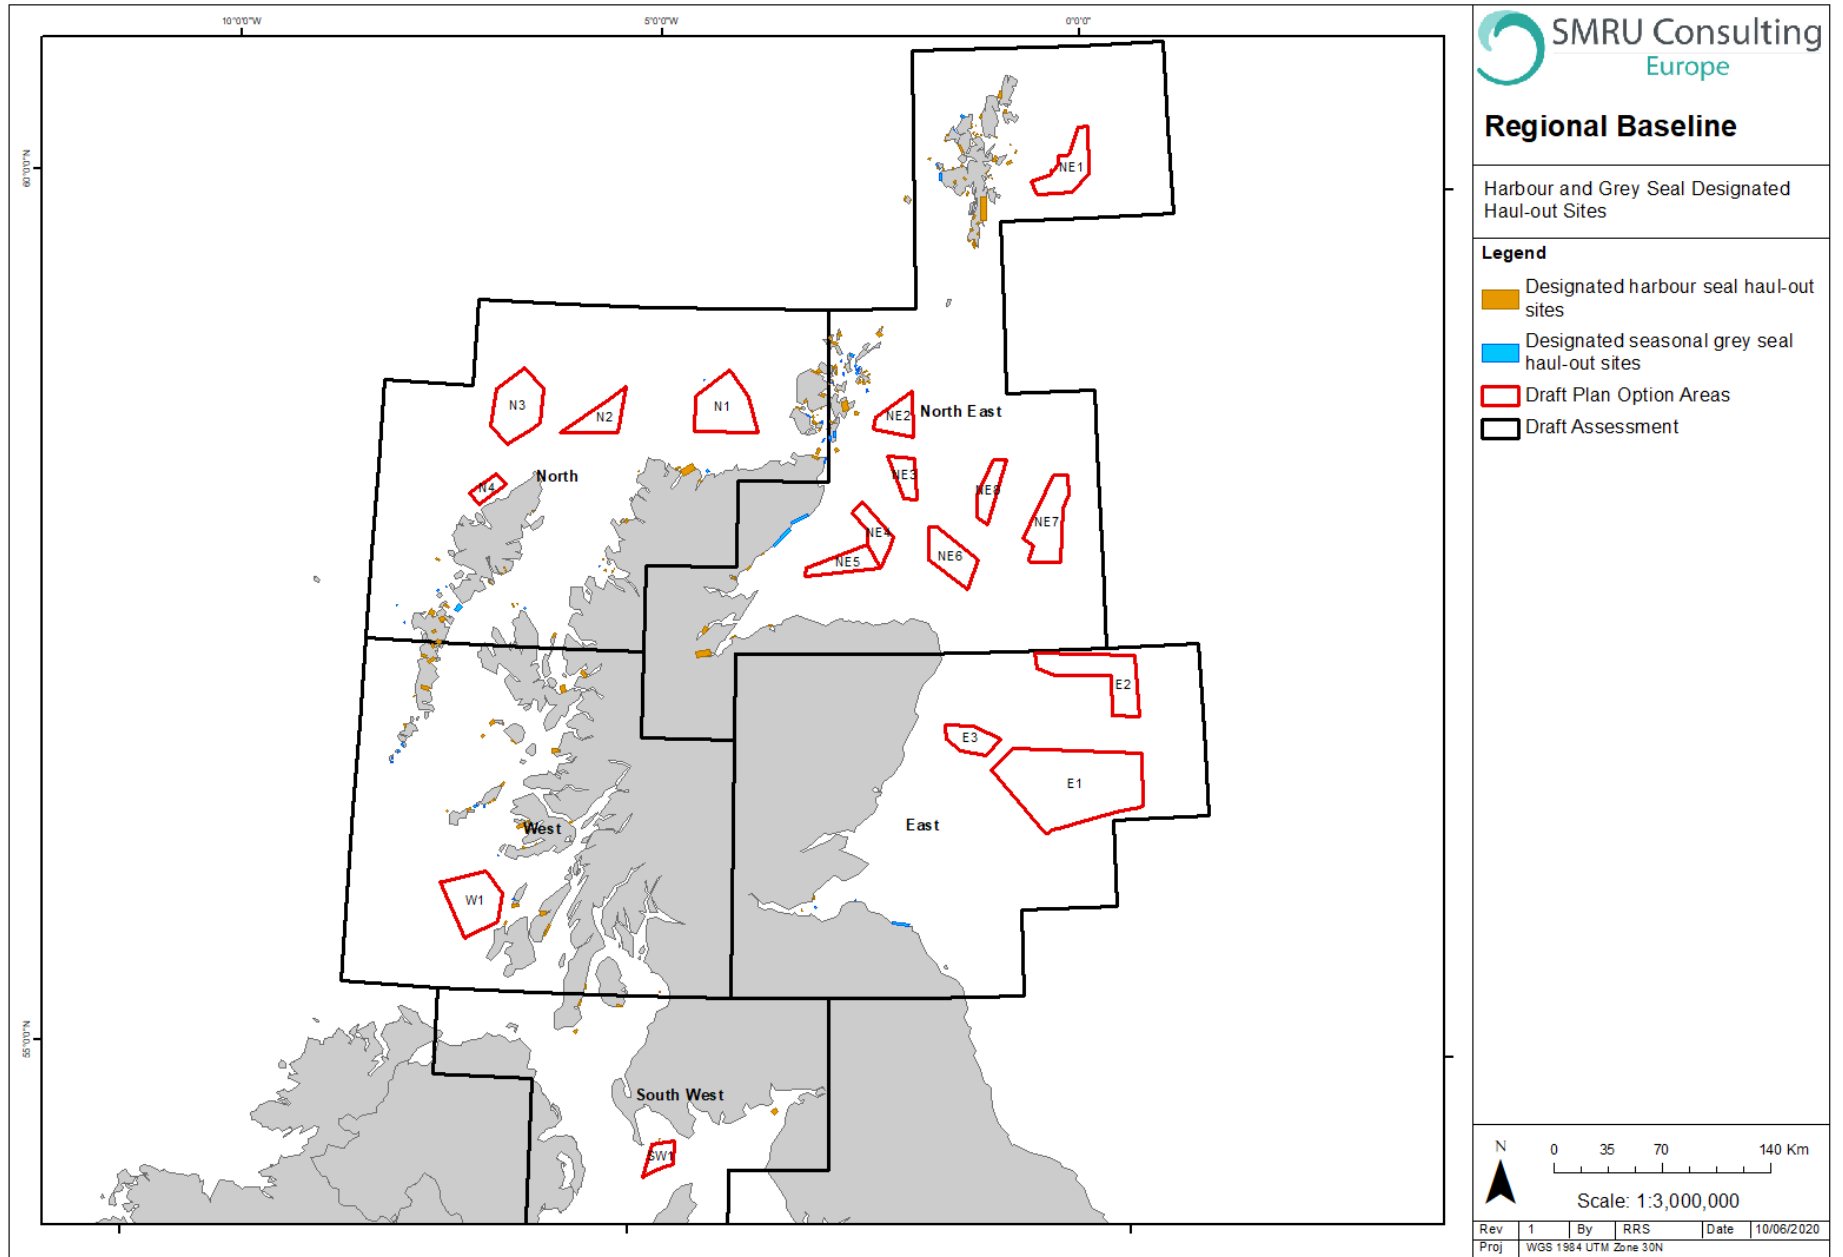 10°0'0"W
5°0'0"W
0°0'0"
60°0'0"N
55°0'0"N
NE1
N3
N2
N1
NE2
North East
North
N4
NE3
NE8
NE7
NE4
NE5
NE6
E2
E3
E1
East
West
W1
South West
SW1
SMRU Consulting
Europe
Regional Baseline
Harbour and Grey Seal Designated
Haul-out Sites
Legend
Designated harbour seal haul-out
sites
Designated seasonal grey seal
haul-out sites
Draft Plan Option Areas
Draft Assessment
N
0 35 70 140 Km
Scale: 1:3,000,000
Rev 1 By RRS Date 10/06/2020
Proj WGS 1984 UTM Zone 30N